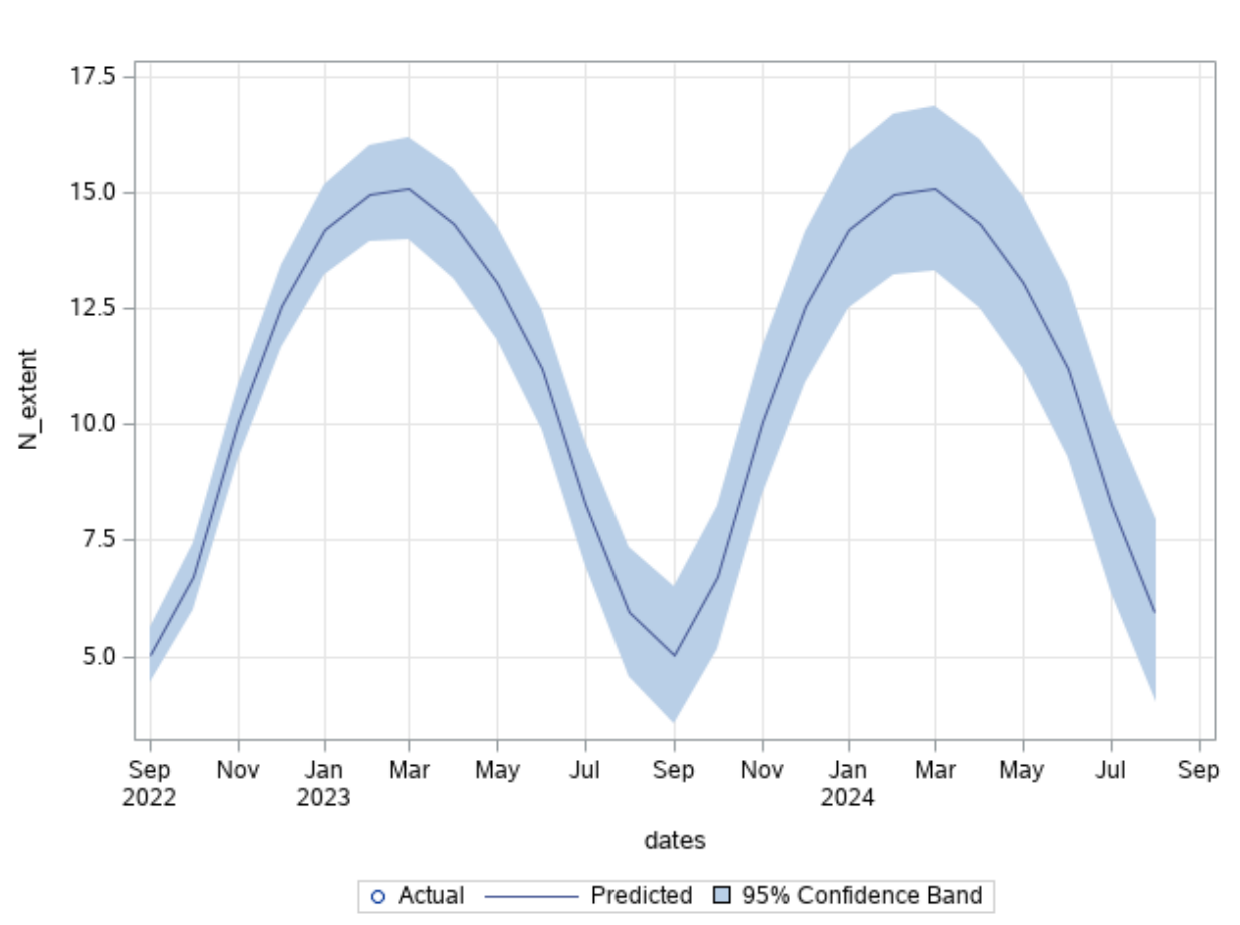 17.5
15.0
12.5
10.0
7.5
5.0
N_extent
Sep Nov Jan Mar May Jul Sep Nov Jan Mar May Jul Sep
2022 2023 2024
dates
Actual Predicted 95% Confidence Band